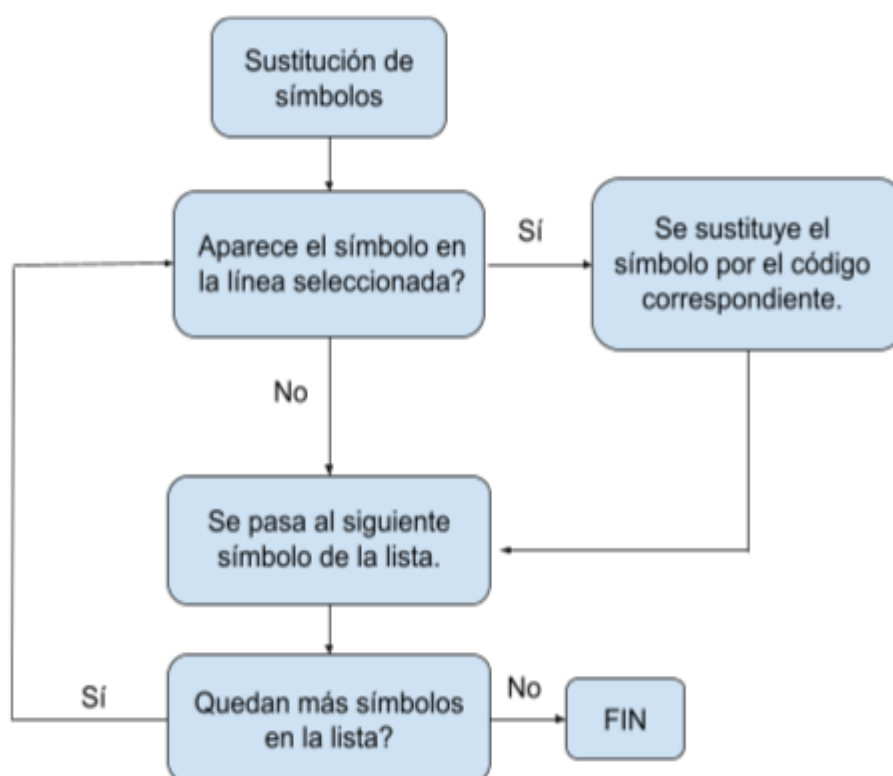 Sustitución de
símbolos
Aparece el símbolo en
la línea seleccionada?
Sí
Se sustituye el
símbolo por el código
correspondiente.
No
Se pasa al siguiente
símbolo de la lista.
Sí
Quedan más símbolos
en la lista?
No
FIN